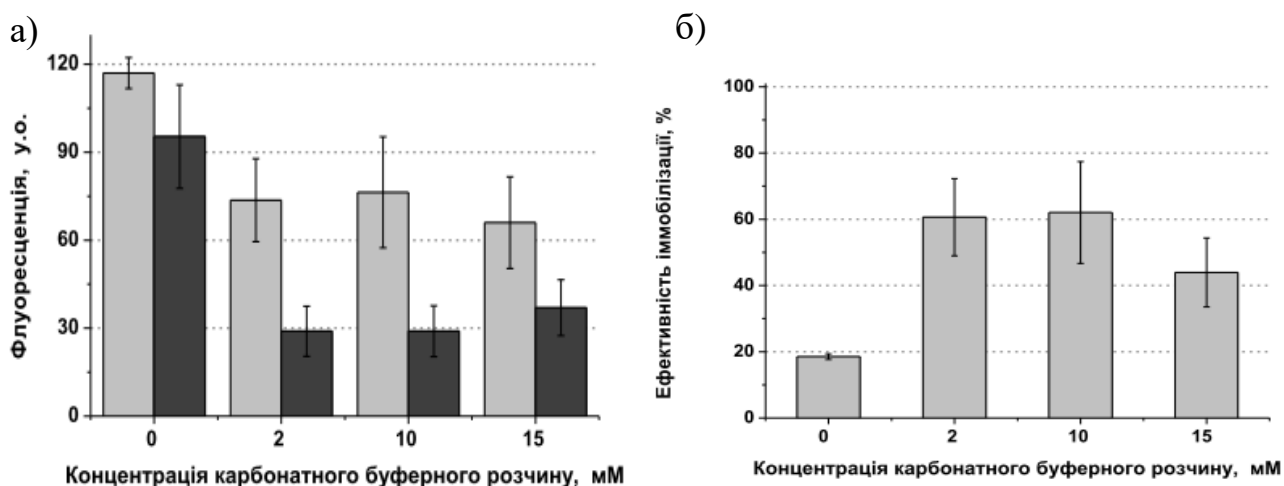 а)
Флуоресценція, у.о.
120
90
60
30
0
0 2 10 15
Концентрація карбонатного буферного розчину, мМ
б)
Ефективність іммобілізації, %
100
80
60
40
20
0
0 2 10 15
Концентрація карбонатного буферного розчину, мМ